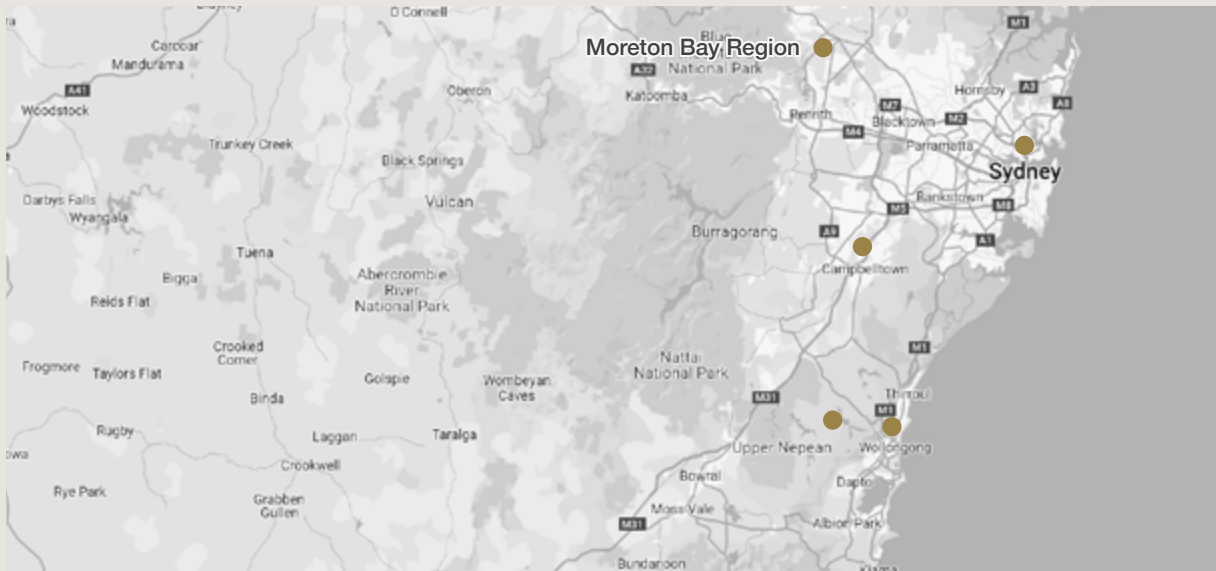 O'Connell
M1
Carcoar
Moreton Bay Region
Blue
National Park
Mandurama
A32
A41
Oberon
Katoomba
Hornsby
A3
A8
Woodstock
Penrith
M7
Blacktown
M2
M4
Parramatta
Trunkey Creek
Black Springs
Sydney
Darbys Falls
Wyangala
Vulcan
Bankstown
M5
M8
Burragorang
A9
A1
Tuena
Campbelltown
Bigga
Abercrombie
River
National Park
Reids Flat
Crooked
Corner
M1
Frogmore
Taylors Flat
Golspie
Nattai
National Park
Wombeyan
Caves
Binda
M31
Thirroul
M1
Rugby
Laggan
Taralga
Upper Nepean
Wollongong
Crookwell
Bowral
Dapto
Rye Park
Grabben
Gullen
Moss Vale
M31
Albion Park
Bundanoon